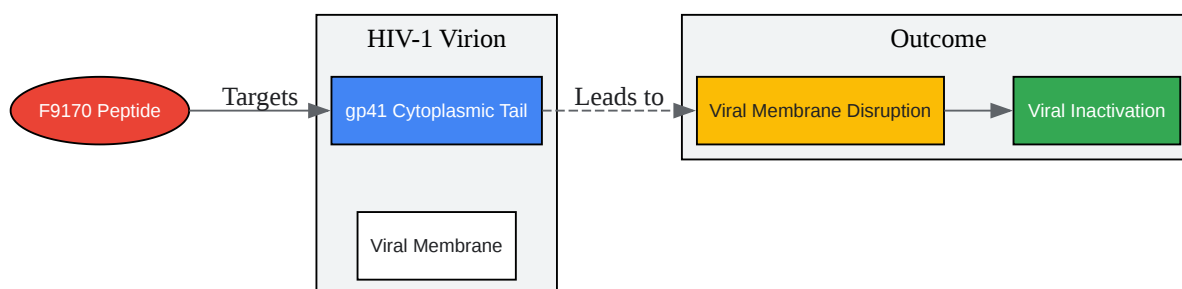 HIV-1 Virion
Outcome
F9170 Peptide
Targets
gp41 Cytoplasmic Tail
Leads to
Viral Membrane Disruption
Viral Inactivation
Viral Membrane